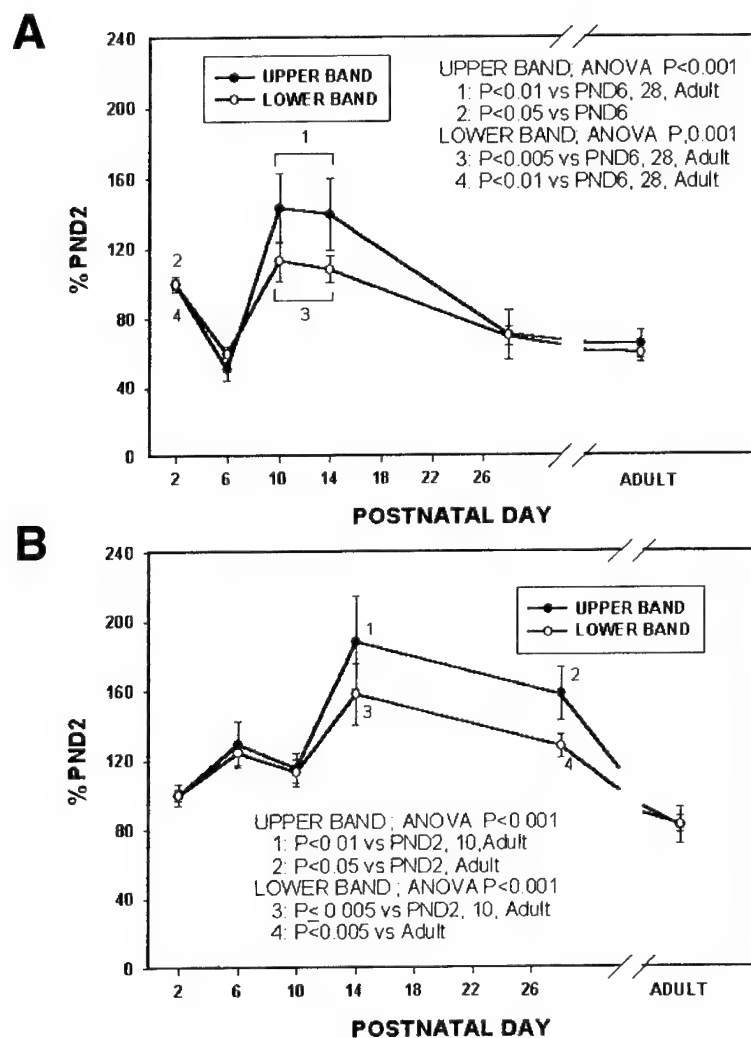 A
240
200
160
120
80
40
0
% PND2
UPPER BAND
LOWER BAND
UPPER BAND; ANOVA P<0.001
1: P<0.01 vs PND6, 28, Adult
2: P<0.05 vs PND6
LOWER BAND; ANOVA P,0.001
3: P<0.005 vs PND6, 28, Adult
4: P<0.01 vs PND6, 28, Adult
1
2
4
3
2 6 10 14 18 22 26 ADULT
POSTNATAL DAY
B
240
200
160
120
80
40
0
% PND2
UPPER BAND
LOWER BAND
1
2
3
4
UPPER BAND ; ANOVA P<0 001
1: P<0 01 vs PND2, 10,Adult
2: P<0.05 vs PND2, Adult
LOWER BAND ; ANOVA P<0.001
3: P≤ 0 005 vs PND2, 10, Adult
4: P<0.005 vs Adult
2 6 10 14 18 22 26 ADULT
POSTNATAL DAY